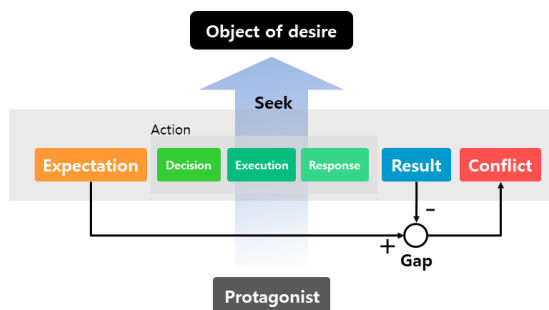 Object of desire
Seek
Action
Expectation
Decision
Execution
Response
Result
Conflict
−
+
Gap
Protagonist